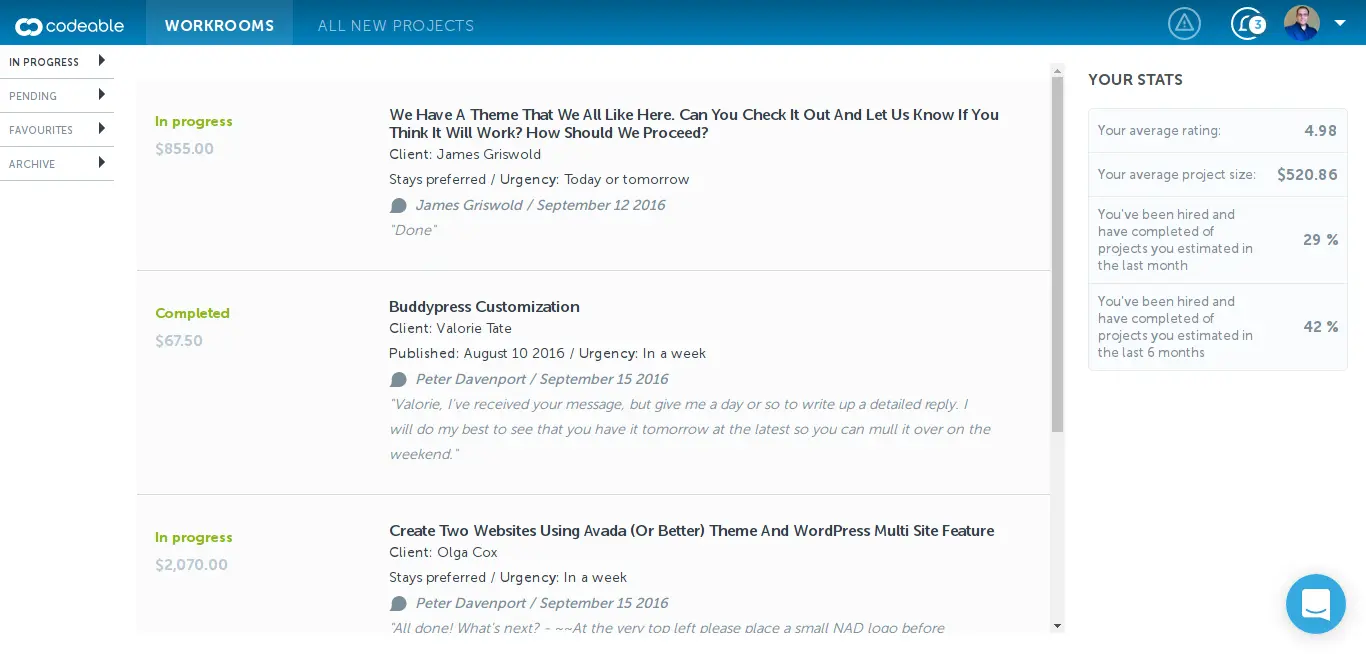 codeable
WORKROOMS
ALL NEW PROJECTS
3
IN PROGRESS
PENDING
FAVOURITES
ARCHIVE
In progress
$855.00
We Have A Theme That We All Like Here. Can You Check It Out And Let Us Know If You
Think It Will Work? How Should We Proceed?
Client: James Griswold
Stays preferred / Urgency: Today or tomorrow
James Griswold / September 12 2016
"Done"
Completed
$67.50
Buddypress Customization
Client: Valorie Tate
Published: August 10 2016 / Urgency: In a week
Peter Davenport / September 15 2016
"Valorie, I've received your message, but give me a day or so to write up a detailed reply. I
will do my best to see that you have it tomorrow at the latest so you can mull it over on the
weekend."
In progress
$2,070.00
Create Two Websites Using Avada (Or Better) Theme And WordPress Multi Site Feature
Client: Olga Cox
Stays preferred / Urgency: In a week
Peter Davenport / September 15 2016
"All done! What's next? - ~~At the very top left please place a small NAD logo before
YOUR STATS
Your average rating: 4.98
Your average project size: $520.86
You've been hired and
have completed of
projects you estimated in
the last month
29 %
You've been hired and
have completed of
projects you estimated in
the last 6 months
42 %